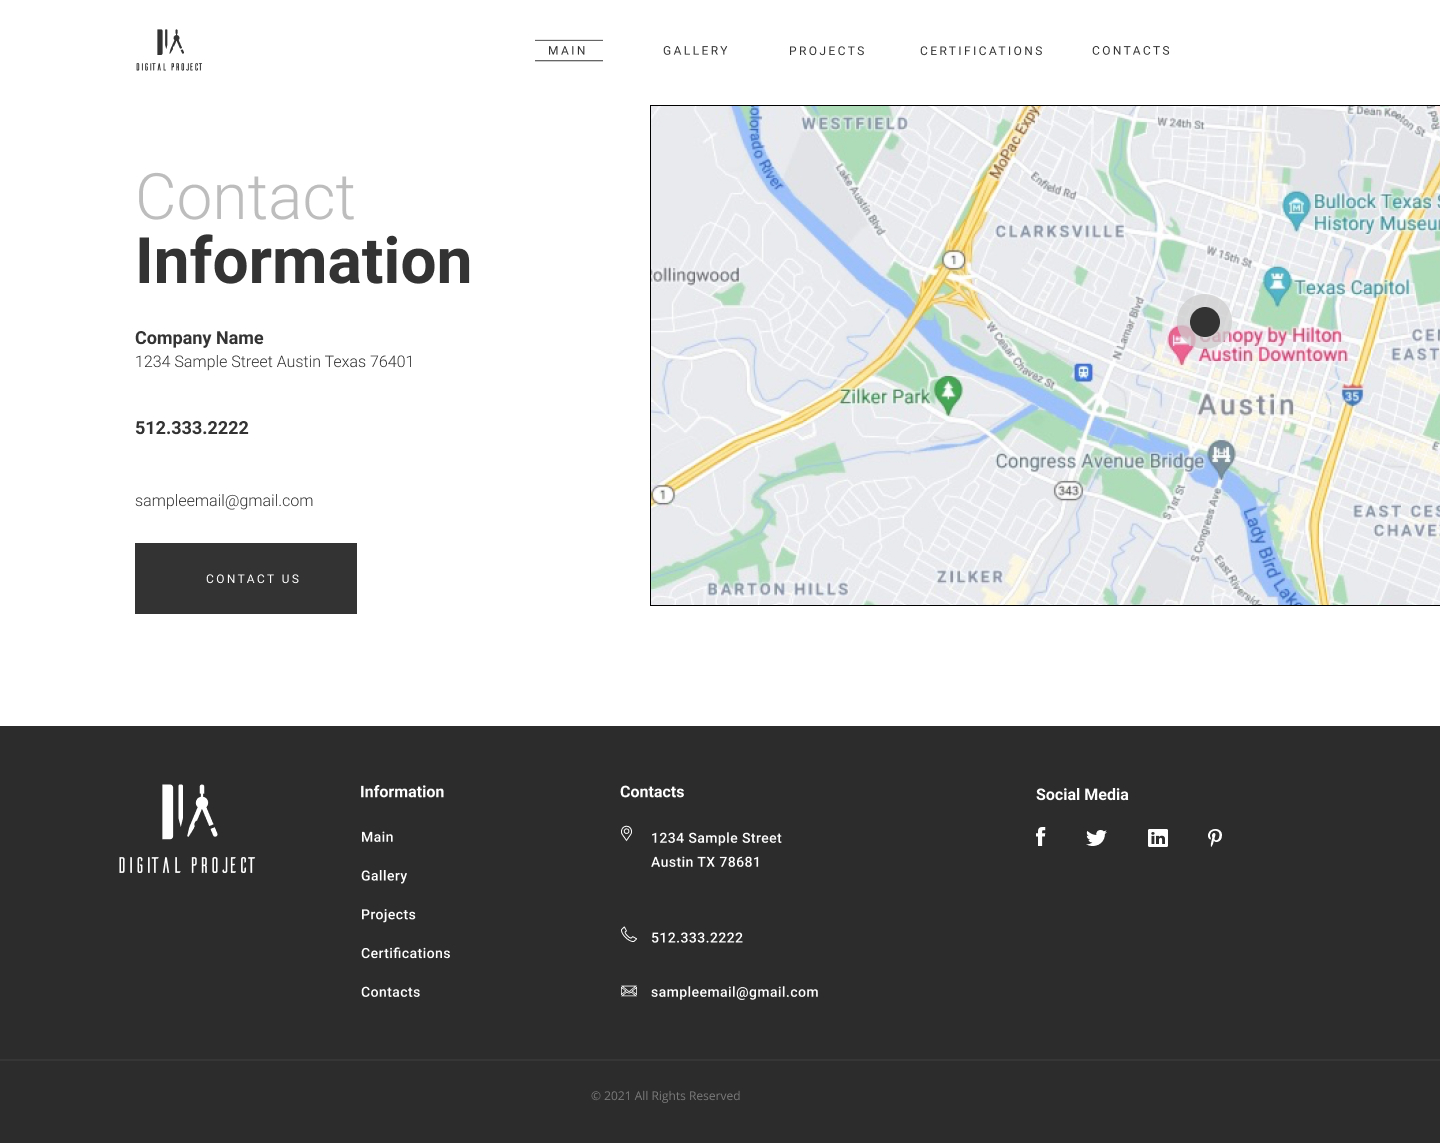 DIGITAL PROJECT
MAIN
GALLERY
PROJECTS
CERTIFICATIONS
CONTACTS
Contact
Information
Company Name
1234 Sample Street Austin Texas 76401
512.333.2222
sampleemail@gmail.com
CONTACT US
WESTFIELD
olorado River
MoPac Expy
W 24th St
E Dean Keeton St
Lake Austin Blvd
Enfield Rd
Bullock Texas S
History Museu
CLARKSVILLE
W 15th St
1
ollingwood
Texas Capitol
N Lamar Blvd
W Cesar Chavez St
nopy by Hilton
Austin Downtown
CE
EAST
Zilker Park
35
Austin
Congress Avenue Bridge
1
343
S 1st St
S Congress Ave
Lady Bird Lake
EAST CES
CHAVE
East Riverside
ZILKER
BARTON HILLS
DIGITAL PROJECT
Information
Main
Gallery
Projects
Certifications
Contacts
Contacts
1234 Sample Street
Austin TX 78681
512.333.2222
sampleemail@gmail.com
Social Media
© 2021 All Rights Reserved